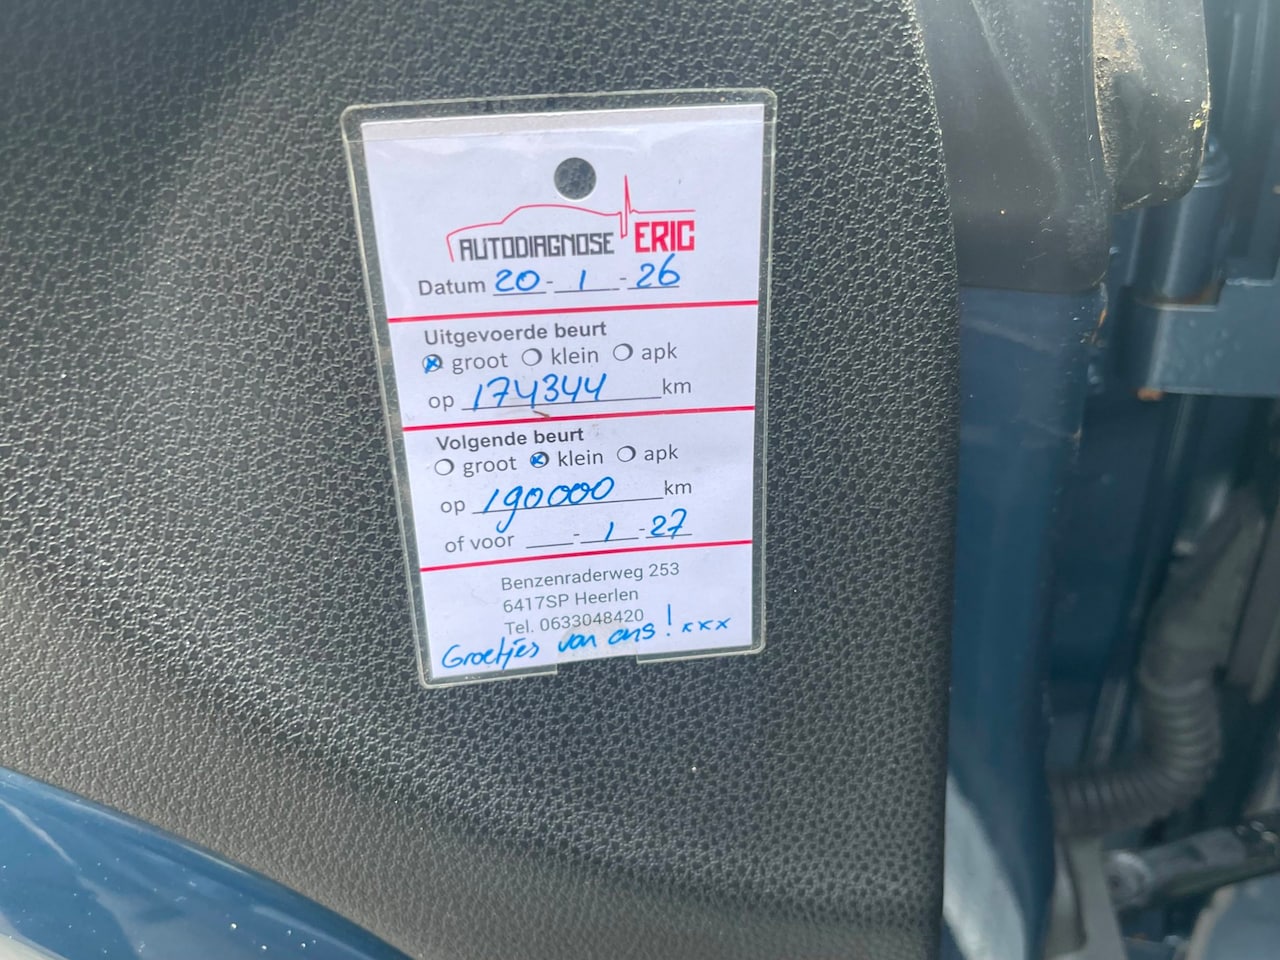 AUTODIAGNOSE ERIC
Datum 20 - 1 - 26
Uitgevoerde beurt
groot klein apk
op 174344 km
Volgende beurt
groot klein apk
op 190000 km
of voor - 1 - 27
Benzenraderweg 253
6417SP Heerlen
Tel. 0633048420
Groetjes van ons! xxx